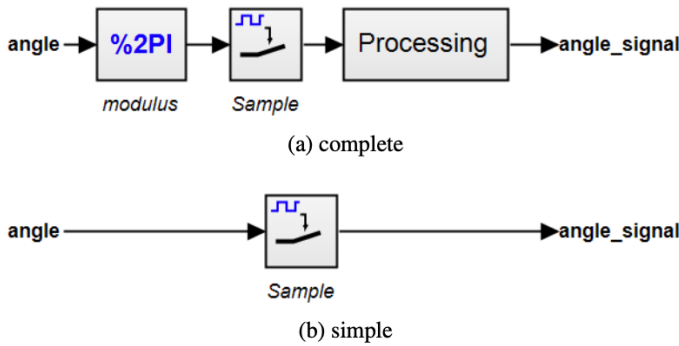 angle %2PI Processing angle_signal
modulus Sample
(a) complete
angle angle_signal
Sample
(b) simple